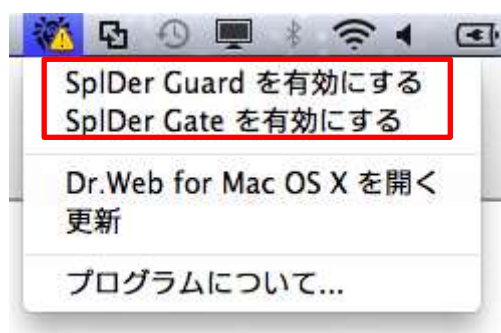 SpIDer Guard を有効にする
SpIDer Gate を有効にする
Dr.Web for Mac OS X を開く
更新
プログラムについて...